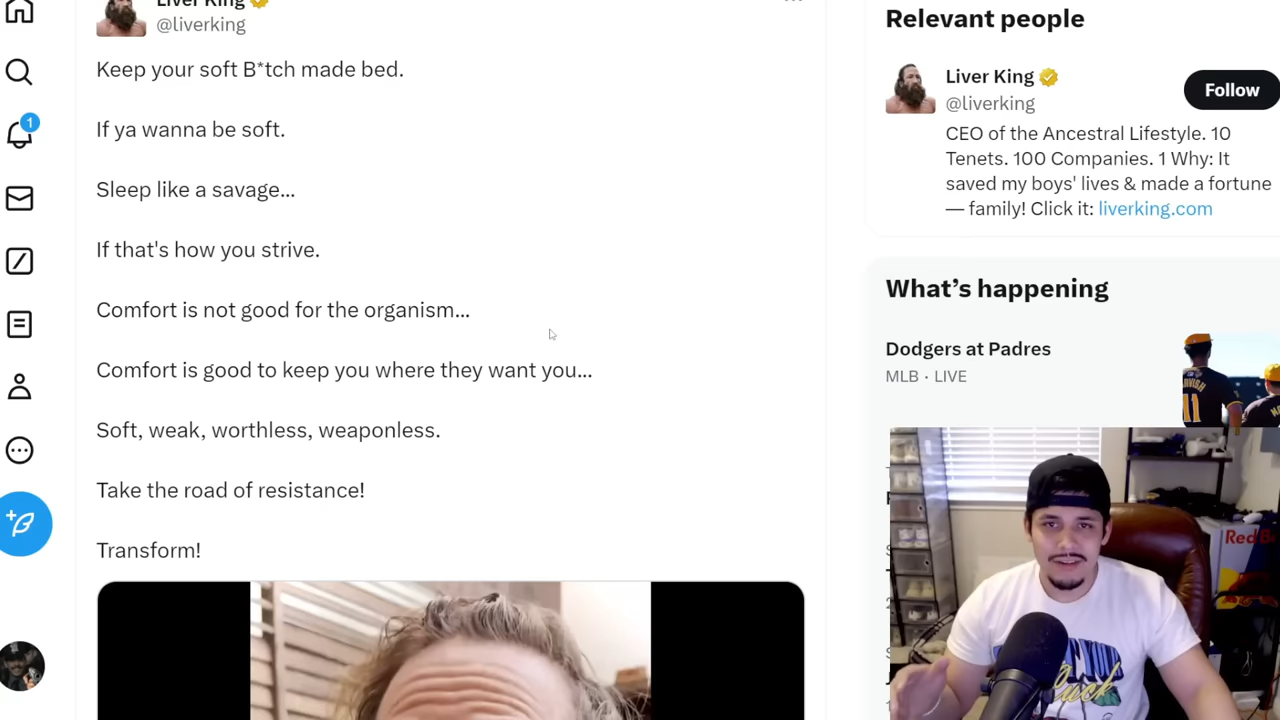 Liver King
@liverking
Keep your soft B*tch made bed.
If ya wanna be soft.
Sleep like a savage...
If that's how you strive.
Comfort is not good for the organism...
Comfort is good to keep you where they want you...
Soft, weak, worthless, weaponless.
Take the road of resistance!
Transform!
1
Relevant people
Liver King
@liverking
Follow
CEO of the Ancestral Lifestyle. 10
Tenets. 100 Companies. 1 Why: It
saved my boys' lives & made a fortune
— family! Click it: liverking.com
What's happening
Dodgers at Padres
MLB · LIVE
11
Red B
Luck